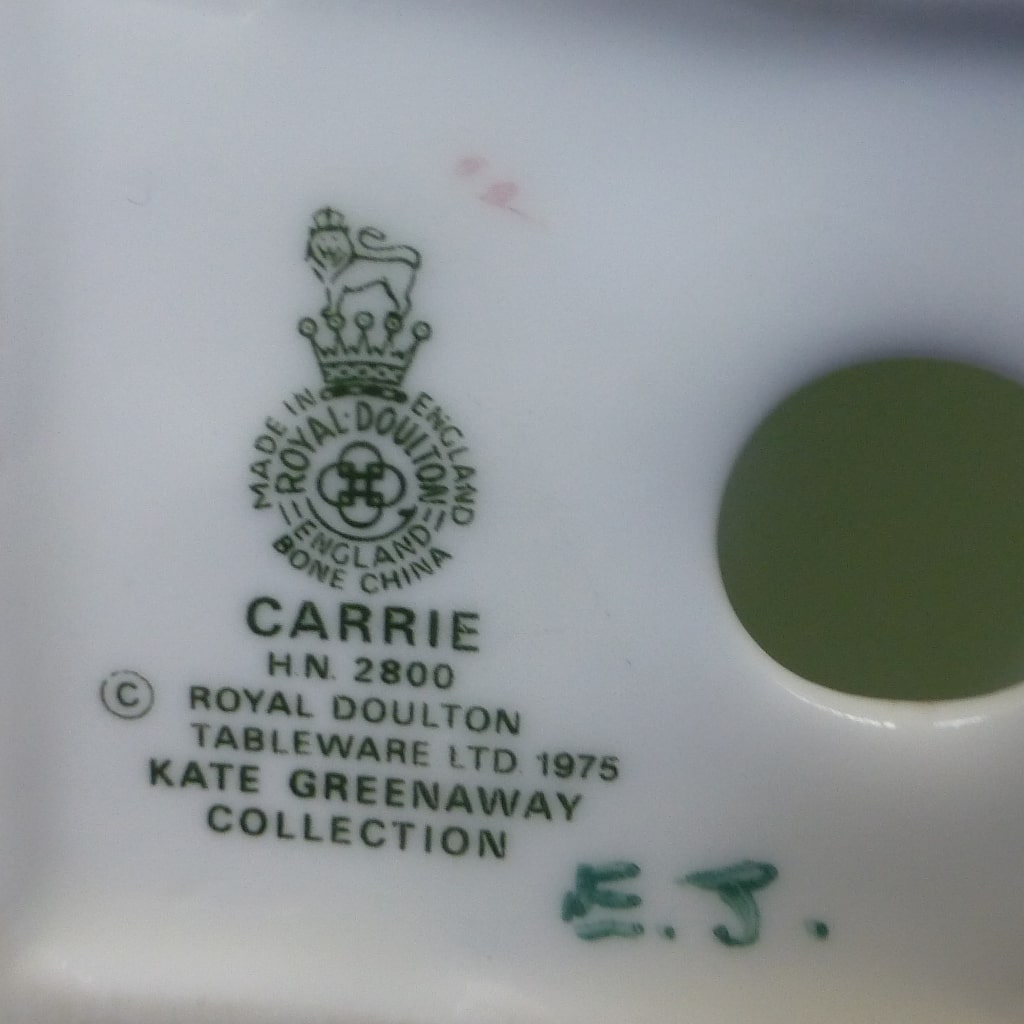 MADE IN ENGLAND
ROYAL·DOULTON
ENGLAND
BONE CHINA
CARRIE
H.N. 2800
© ROYAL DOULTON
TABLEWARE LTD. 1975
KATE GREENAWAY
COLLECTION
E.J.